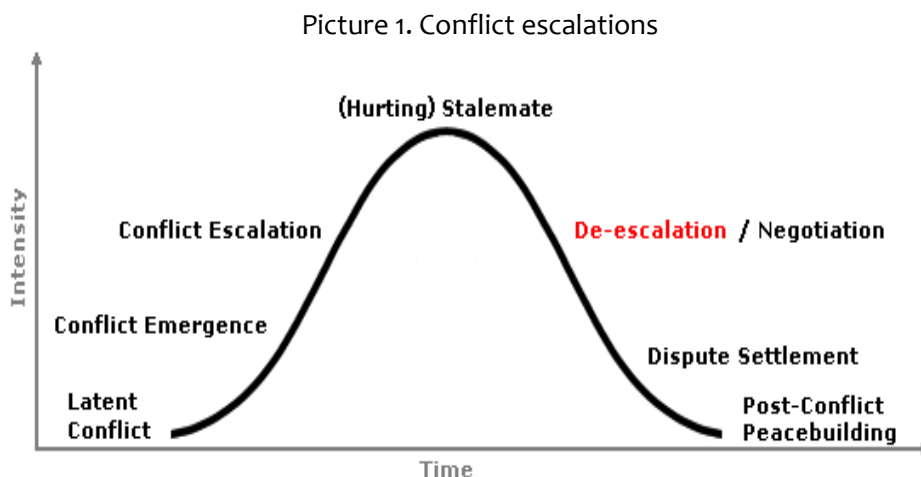 Picture 1. Conflict escalations
(Hurting) Stalemate
Conflict Escalation
De-escalation / Negotiation
Intensity
Conflict Emergence
Dispute Settlement
Latent
Conflict
Post-Conflict
Peacebuilding
Time